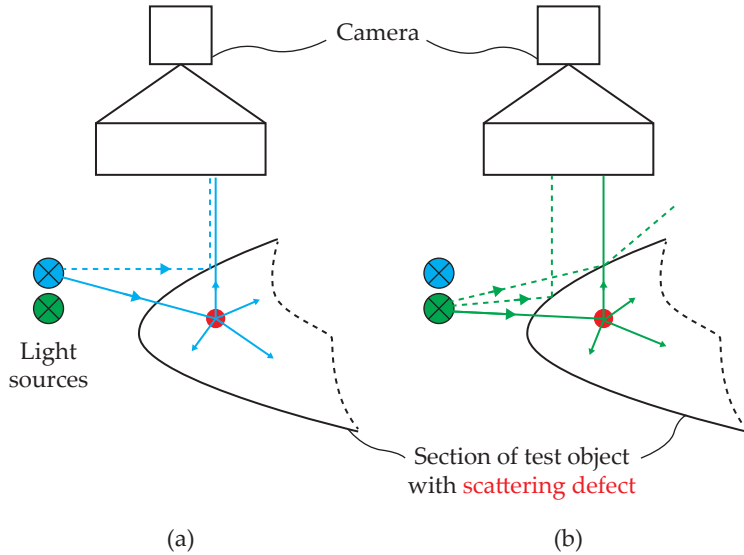 Camera
Light
sources
Section of test object
with scattering defect
(a)
(b)